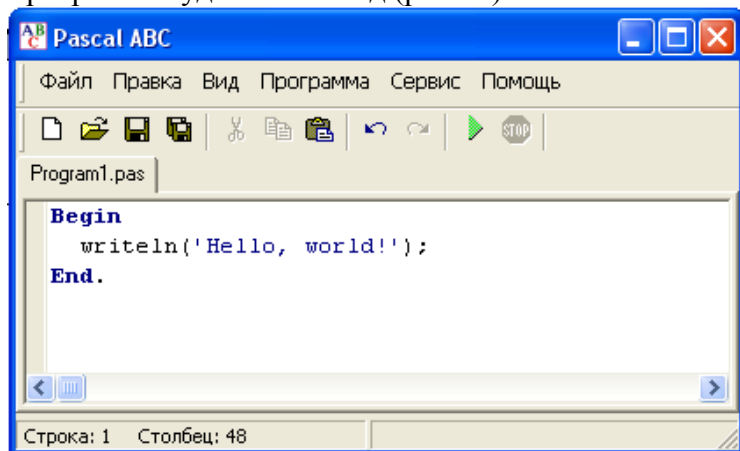 Pascal ABC
Файл Правка Вид Программа Сервис Помощь
STOP
Program1.pas
Begin
writeln('Hello, world!');
End.
Строка: 1 Столбец: 48